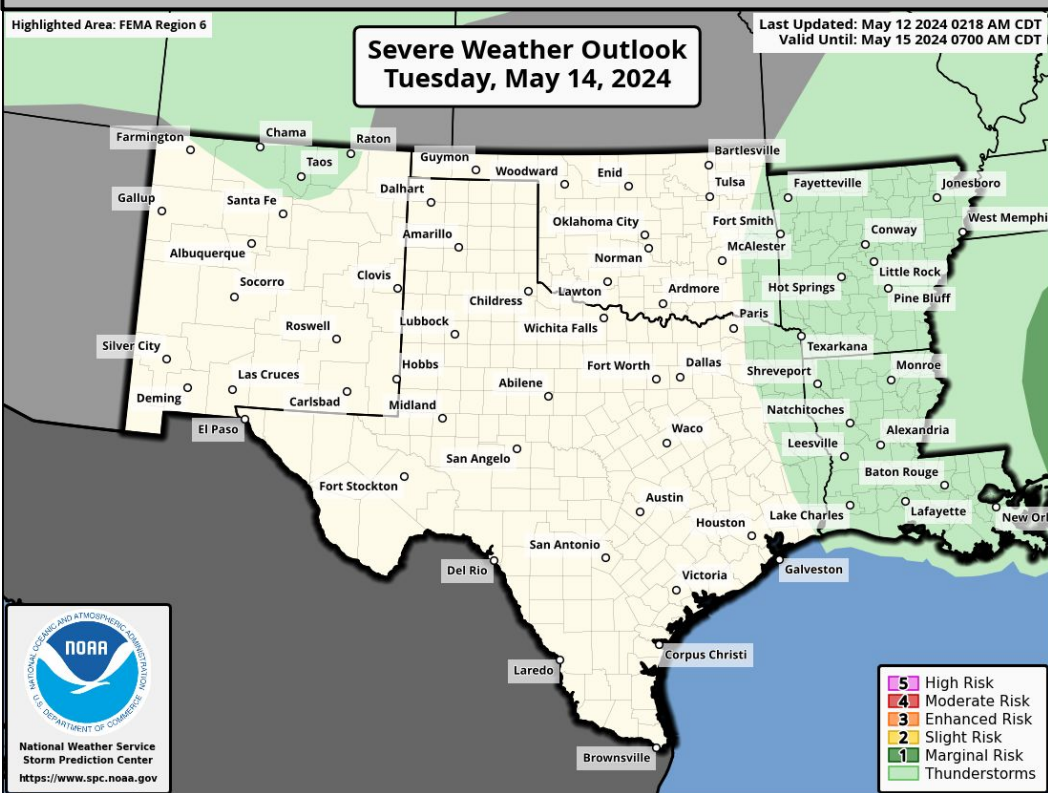 Highlighted Area: FEMA Region 6
Severe Weather Outlook
Tuesday, May 14, 2024
Last Updated: May 12 2024 0218 AM CDT
Valid Until: May 15 2024 0700 AM CDT
Farmington
Chama
Raton
Taos
Guymon
Woodward
Enid
Bartlesville
Tulsa
Dalhart
Fayetteville
Jonesboro
Gallup
Santa Fe
Oklahoma City
Fort Smith
West Memphi
Amarillo
Conway
Albuquerque
Norman
McAlester
Little Rock
Socorro
Clovis
Childress
Lawton
Ardmore
Hot Springs
Pine Bluff
Roswell
Lubbock
Wichita Falls
Paris
Silver City
Texarkana
Las Cruces
Hobbs
Fort Worth
Dallas
Shreveport
Monroe
Deming
Carlsbad
Midland
Abilene
Natchitoches
El Paso
Waco
Leesville
Alexandria
San Angelo
Fort Stockton
Baton Rouge
Austin
Houston
Lake Charles
Lafayette
New Orl
San Antonio
Del Rio
Victoria
Galveston
Corpus Christi
Laredo
Brownsville
NATIONAL OCEANIC AND ATMOSPHERIC ADMINISTRATION
NOAA
U.S. DEPARTMENT OF COMMERCE
National Weather Service
Storm Prediction Center
https://www.spc.noaa.gov
5 High Risk
4 Moderate Risk
3 Enhanced Risk
2 Slight Risk
1 Marginal Risk
Thunderstorms